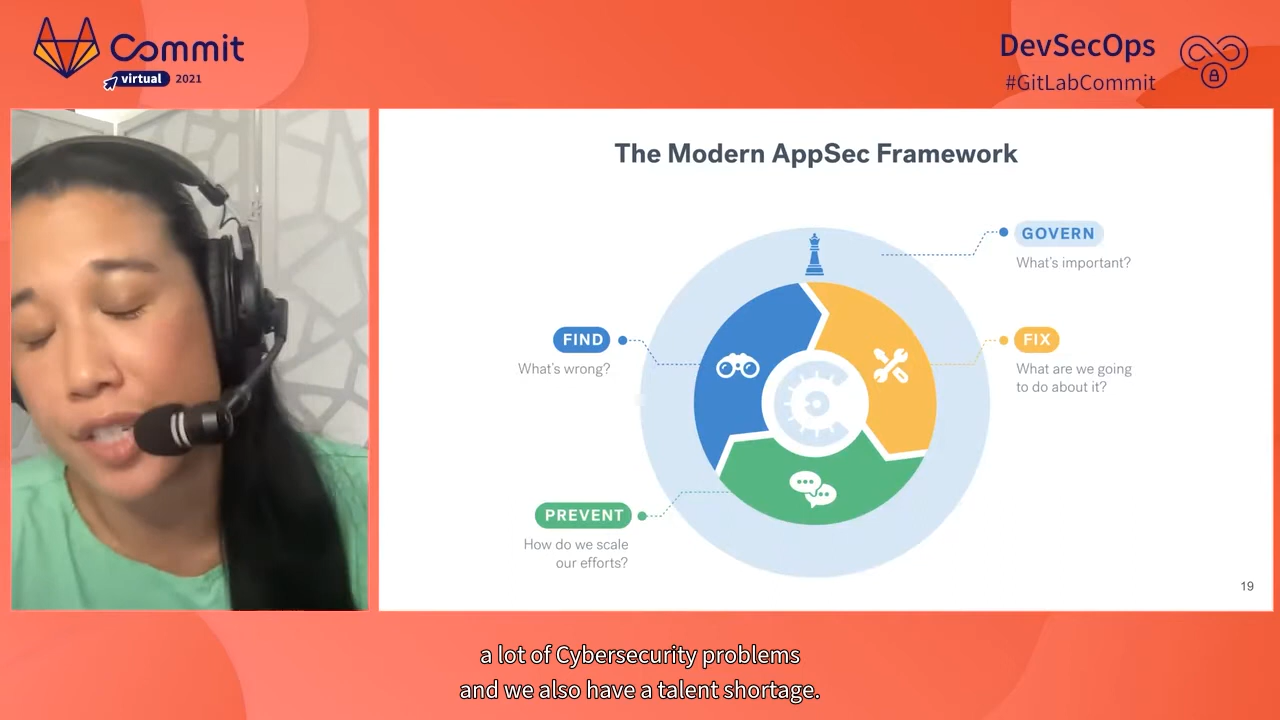 Commit
virtual 2021
DevSecOps
#GitLabCommit
The Modern AppSec Framework
GOVERN
What's important?
FIND
What's wrong?
FIX
What are we going
to do about it?
PREVENT
How do we scale
our efforts?
19
a lot of Cybersecurity problems
and we also have a talent shortage.